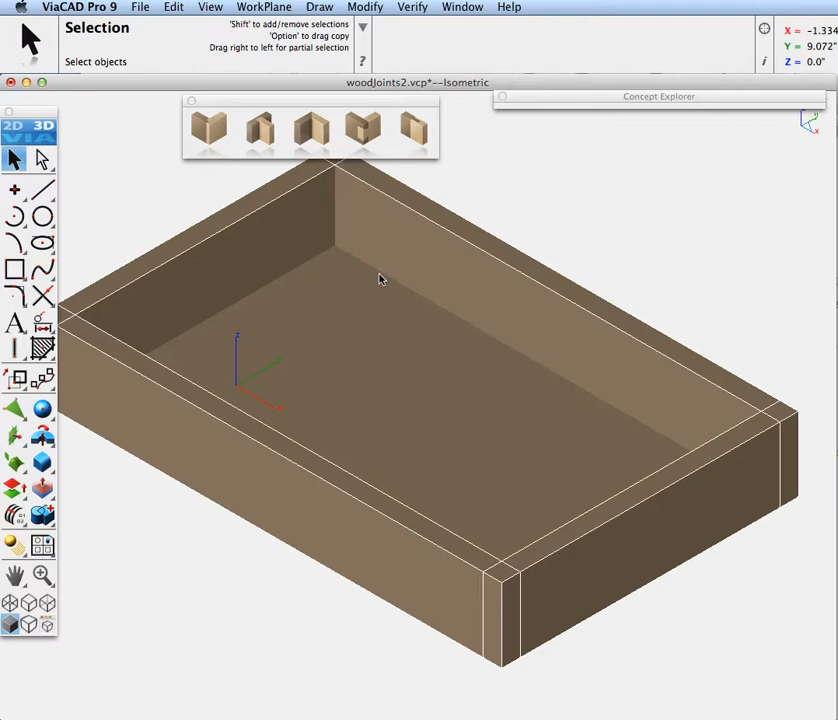 ViaCAD Pro 9 File Edit View WorkPlane Draw Modify Verify Window Help
Selection
'Shift' to add/remove selections
'Option' to drag copy
Drag right to left for partial selection
Select objects
X = -1.334
Y = 9.072"
Z = 0.0"
woodJoints2.vcp*--Isometric
Concept Explorer
2D 3D
VIA
A
G1
G2
z
y
x